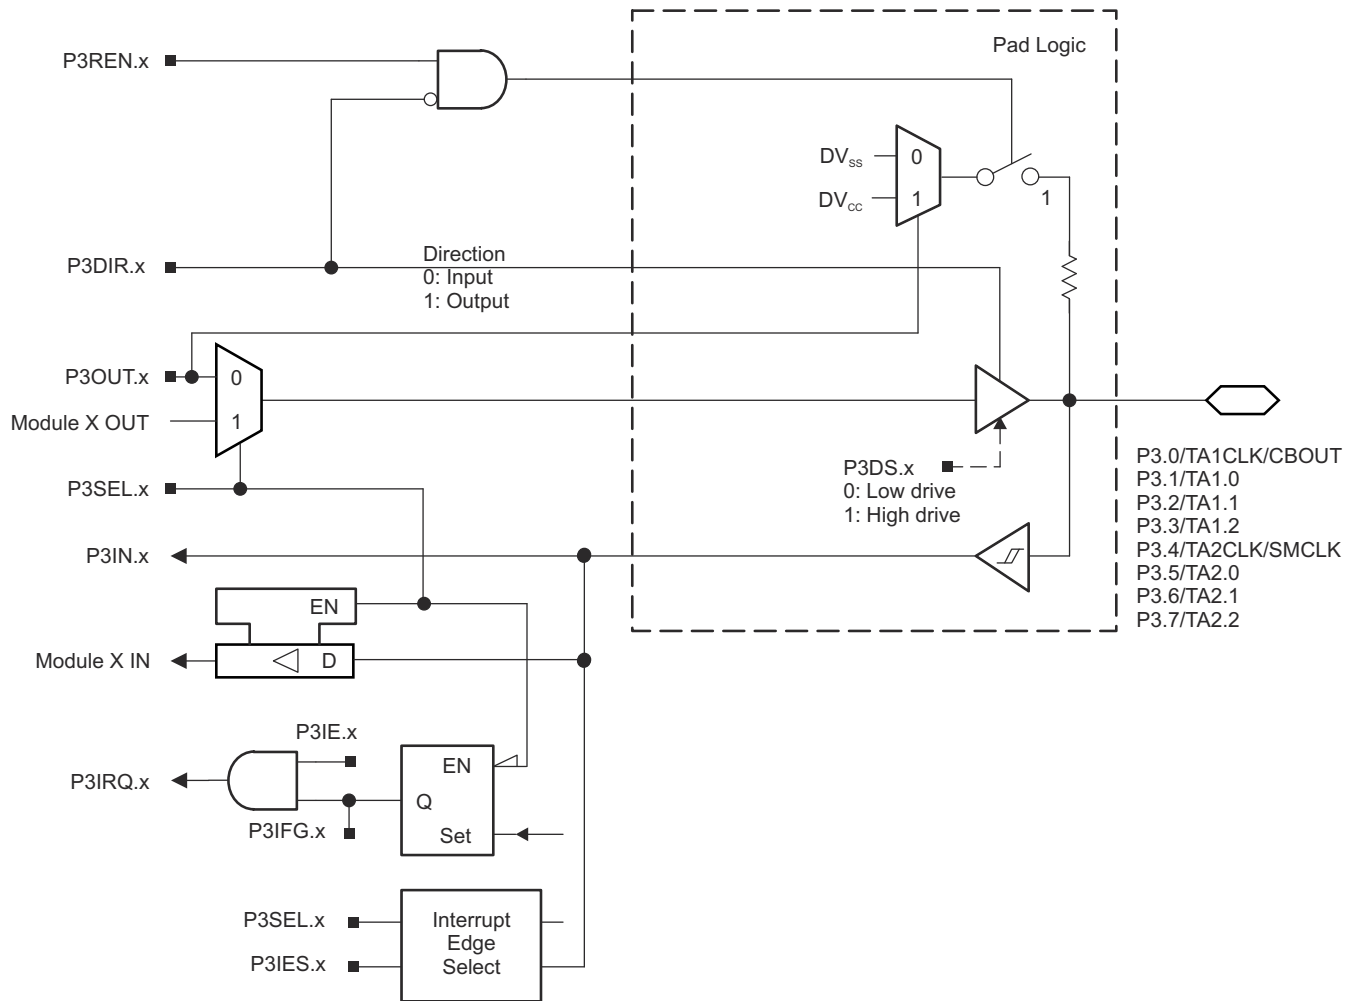 Pad Logic
P3REN.x
DVSS
0
DVCC
1
1
P3DIR.x
Direction
0: Input
1: Output
P3OUT.x
0
Module X OUT
1
P3SEL.x
P3DS.x
0: Low drive
1: High drive
P3.0/TA1CLK/CBOUT
P3.1/TA1.0
P3.2/TA1.1
P3.3/TA1.2
P3.4/TA2CLK/SMCLK
P3.5/TA2.0
P3.6/TA2.1
P3.7/TA2.2
P3IN.x
EN
Module X IN
D
P3IE.x
P3IRQ.x
EN
Q
P3IFG.x
Set
P3SEL.x
P3IES.x
Interrupt
Edge
Select